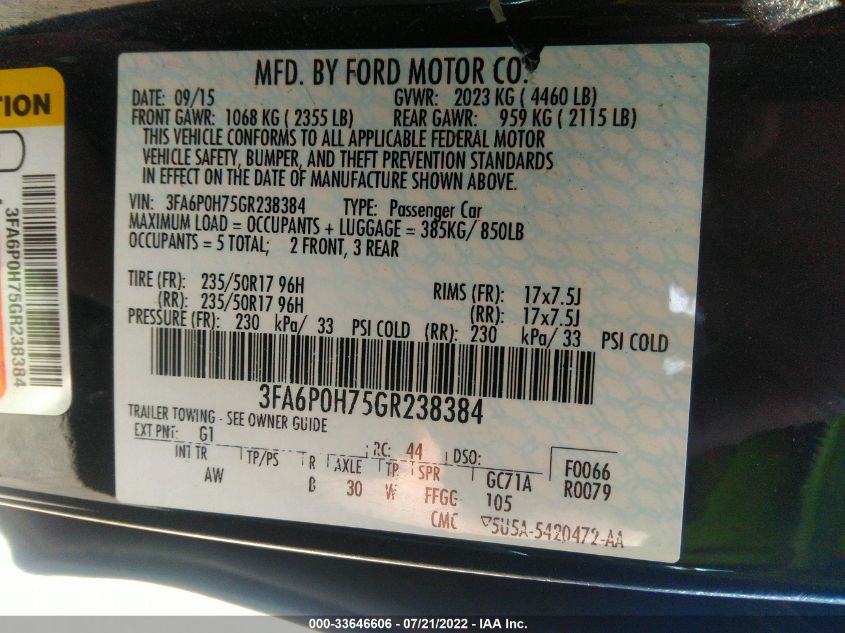 TION
3FA6P0H75GR238384
MFD. BY FORD MOTOR CO.
DATE: 09/15 GVWR: 2023 KG ( 4460 LB)
FRONT GAWR: 1068 KG ( 2355 LB) REAR GAWR: 959 KG ( 2115 LB)
THIS VEHICLE CONFORMS TO ALL APPLICABLE FEDERAL MOTOR
VEHICLE SAFETY, BUMPER, AND THEFT PREVENTION STANDARDS
IN EFFECT ON THE DATE OF MANUFACTURE SHOWN ABOVE.
VIN: 3FA6P0H75GR238384 TYPE: Passenger Car
MAXIMUM LOAD = OCCUPANTS + LUGGAGE = 385KG/ 850LB
OCCUPANTS = 5 TOTAL; 2 FRONT, 3 REAR
TIRE (FR): 235/50R17 96H RIMS (FR): 17x7.5J
(RR): 235/50R17 96H (RR): 17x7.5J
PRESSURE (FR): 230 kPa/ 33 PSI COLD (RR): 230 kPa/ 33 PSI COLD
3FA6P0H75GR238384
TRAILER TOWING - SEE OWNER GUIDE
EXT PNT: G1 RC: 44 DSO: F0066
INT TR TP/PS R AXLE TR SPR GC71A R0079
AW B 30 W FFGG 105
CMC 5U5A-5420472-AA
000-33646606 - 07/21/2022 - IAA Inc.